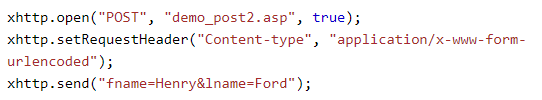 xhttp.open("POST", "demo_post2.asp", true);
xhttp.setRequestHeader("Content-type", "application/x-www-form-
urlencoded");
xhttp.send("fname=Henry&lname=Ford");